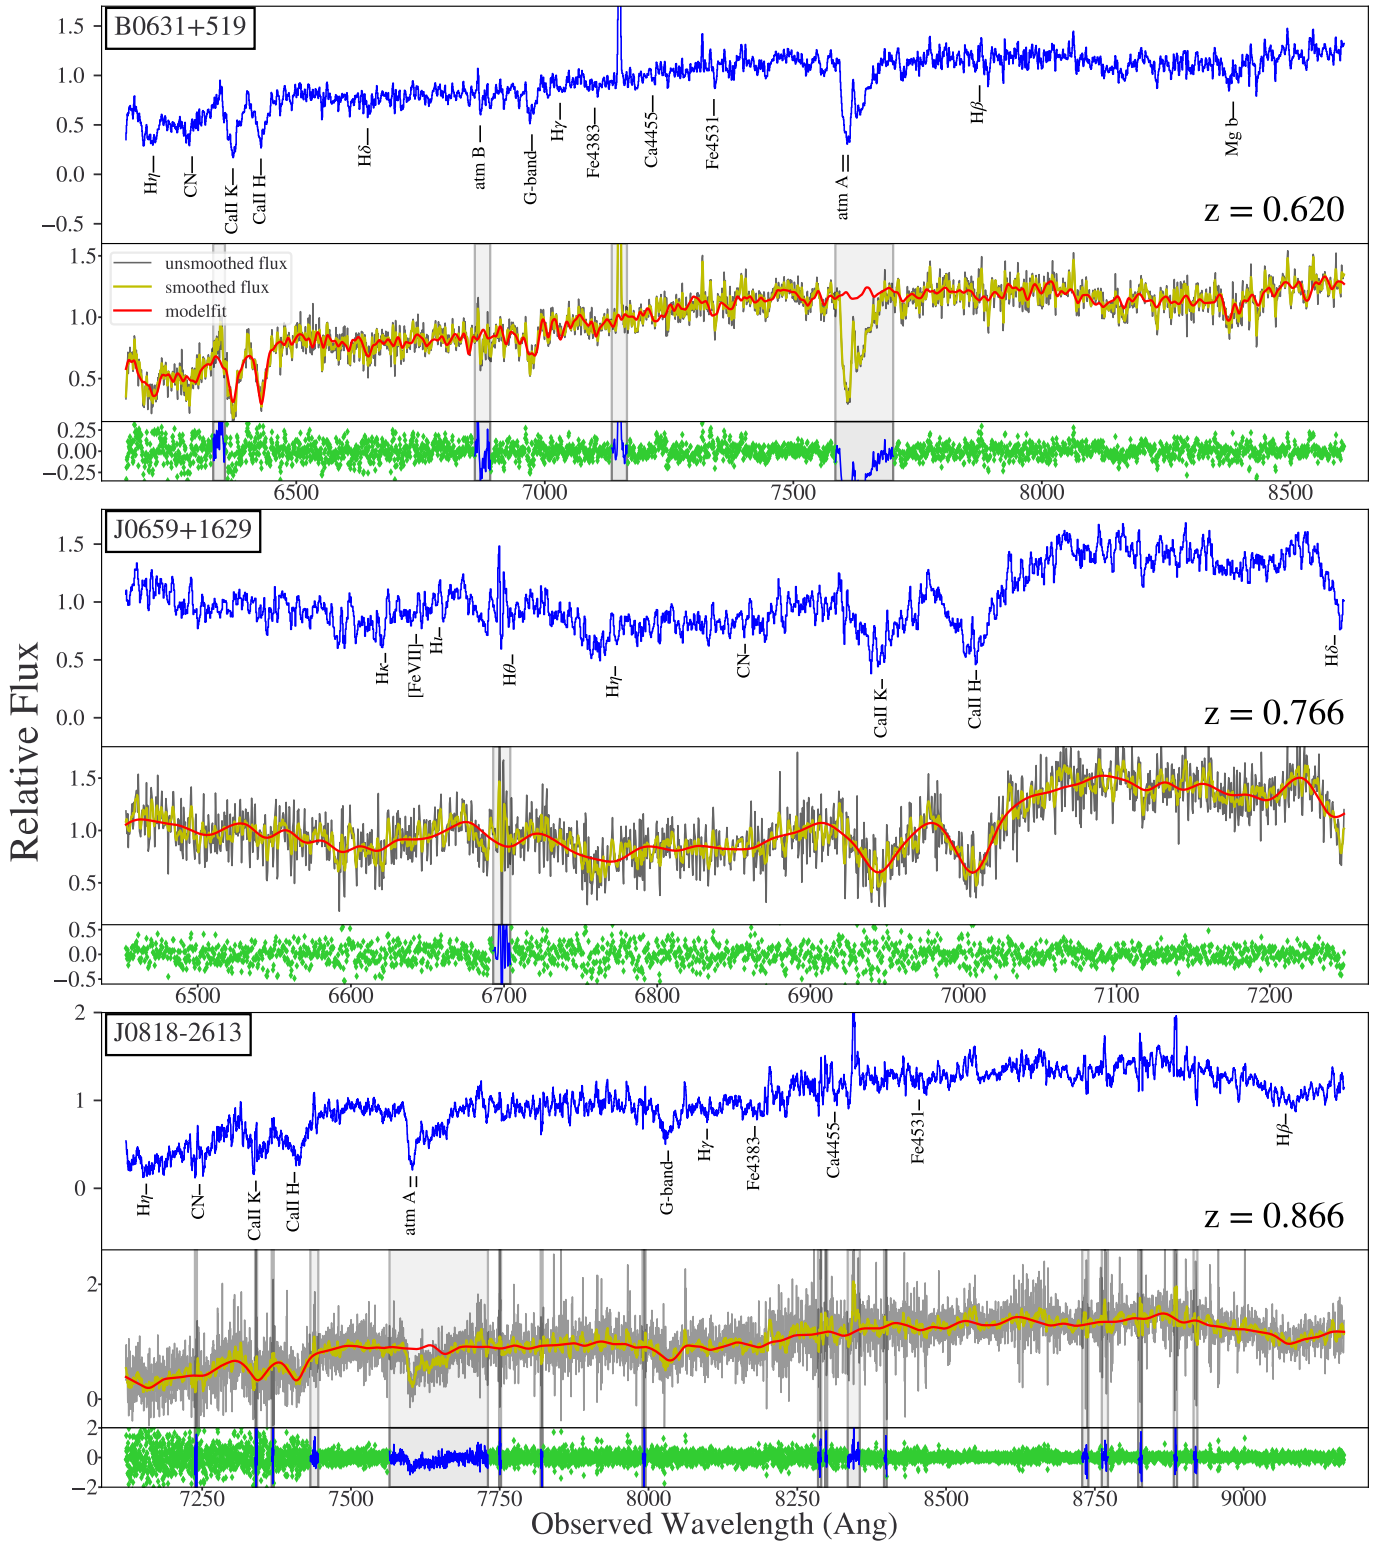 B0631+519
1.5
1.0
0.5
0.0
−0.5
Hη
CN
CaII K
CaII H
Hδ
atm B
G-band
Hγ
Fe4383
Ca4455
Fe4531
atm A
Hβ
Mg b
z = 0.620
unsmoothed flux
smoothed flux
modelfit
1.5
1.0
0.5
0.25
0.00
−0.25
6500 7000 7500 8000 8500
J0659+1629
1.5
1.0
0.5
0.0
Hκ
[FeVII]
Hι
Hθ
Hη
CN
CaII K
CaII H
Hδ
z = 0.766
Relative Flux
1.5
1.0
0.5
0.5
0.0
−0.5
6500 6600 6700 6800 6900 7000 7100 7200
J0818-2613
2
1
0
Hη
CN
CaII K
CaII H
atm A
G-band
Hγ
Fe4383
Ca4455
Fe4531
Hβ
z = 0.866
2
0
2
0
−2
7250 7500 7750 8000 8250 8500 8750 9000
Observed Wavelength (Ang)